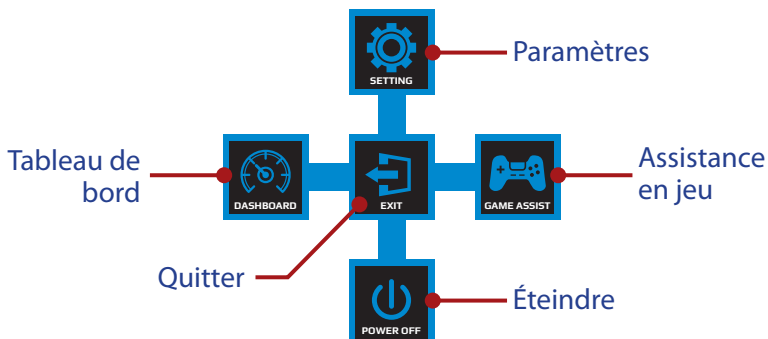 SETTING
Paramètres
Tableau de
bord
DASHBOARD
EXIT
GAME ASSIST
Assistance
en jeu
Quitter
POWER OFF
Éteindre